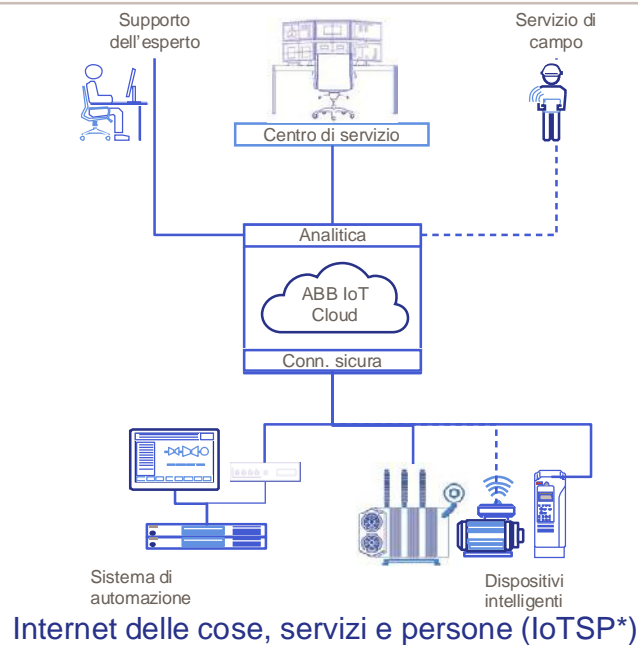 Supporto
dell'esperto
Servizio di
campo
Centro di servizio
Analitica
ABB IoT
Cloud
Conn. sicura
Sistema di
automazione
Dispositivi
intelligenti
Internet delle cose, servizi e persone (IoTSP*)